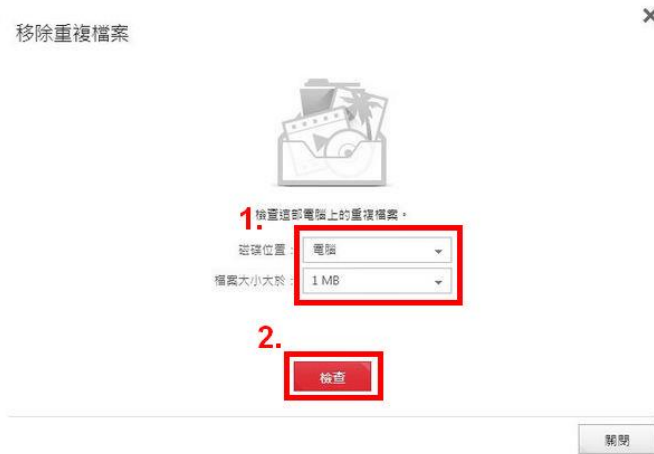 移除重複檔案
1.
檢查這部電腦上的重複檔案。
磁碟位置： 電腦
檔案大小大於： 1 MB
2.
檢查
關閉